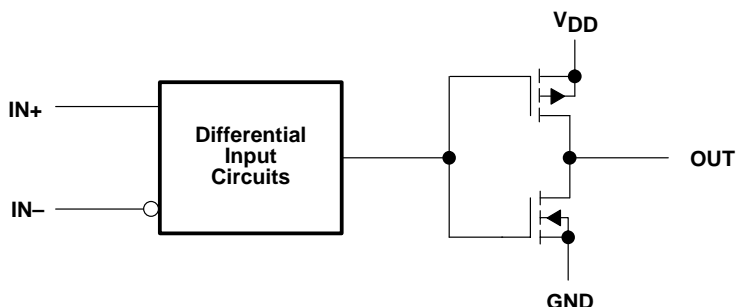 VDD
IN+
Differential
Input
Circuits
OUT
IN–
GND